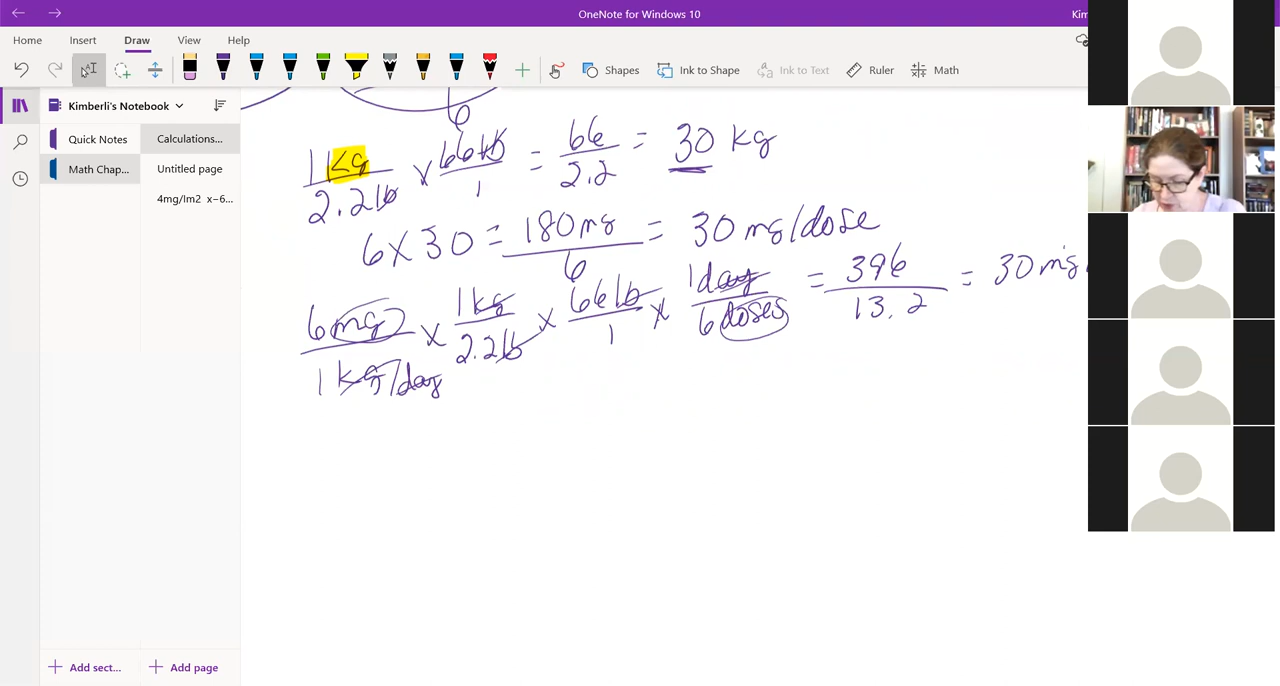 OneNote for Windows 10
Kim
Home Insert Draw View Help
Shapes Ink to Shape Ink to Text Ruler Math
Kimberli's Notebook
Quick Notes
Math Chap...
Calculations...
Untitled page
4mg/lm2 x-6...
6
1 kg / 2.2 lb x 66 lb / 1 = 66 / 2.2 = 30 kg
6 x 30 = 180 mg / 6 = 30 mg/dose
6 mg / 1 kg/day x 1 kg / 2.2 lb x 66 lb / 1 x 1 day / 6 doses = 396 / 13.2 = 30 mg
Add sect... Add page